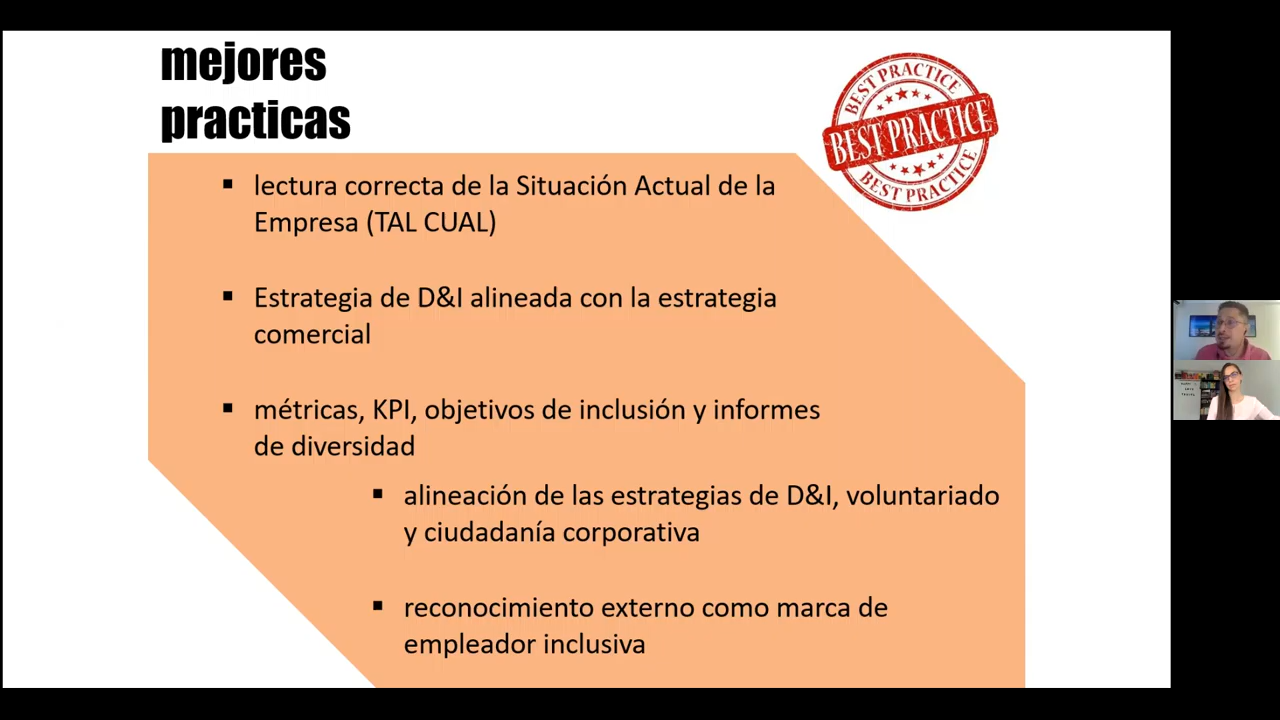 mejores
practicas
BEST PRACTICE
BEST PRACTICE
BEST PRACTICE
▪ lectura correcta de la Situación Actual de la
Empresa (TAL CUAL)
▪ Estrategia de D&I alineada con la estrategia
comercial
▪ métricas, KPI, objetivos de inclusión y informes
de diversidad
▪ alineación de las estrategias de D&I, voluntariado
y ciudadanía corporativa
▪ reconocimiento externo como marca de
empleador inclusiva